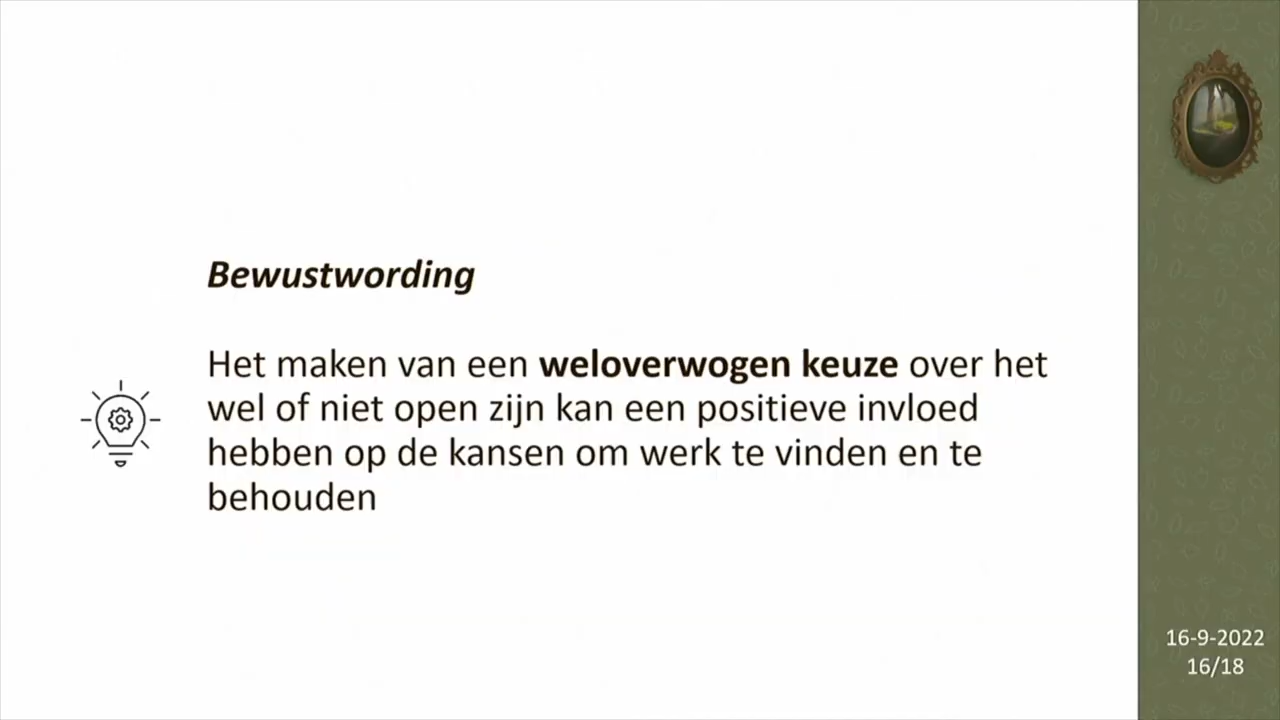 Bewustwording
Het maken van een weloverwogen keuze over het
wel of niet open zijn kan een positieve invloed
hebben op de kansen om werk te vinden en te
behouden
16-9-2022
16/18